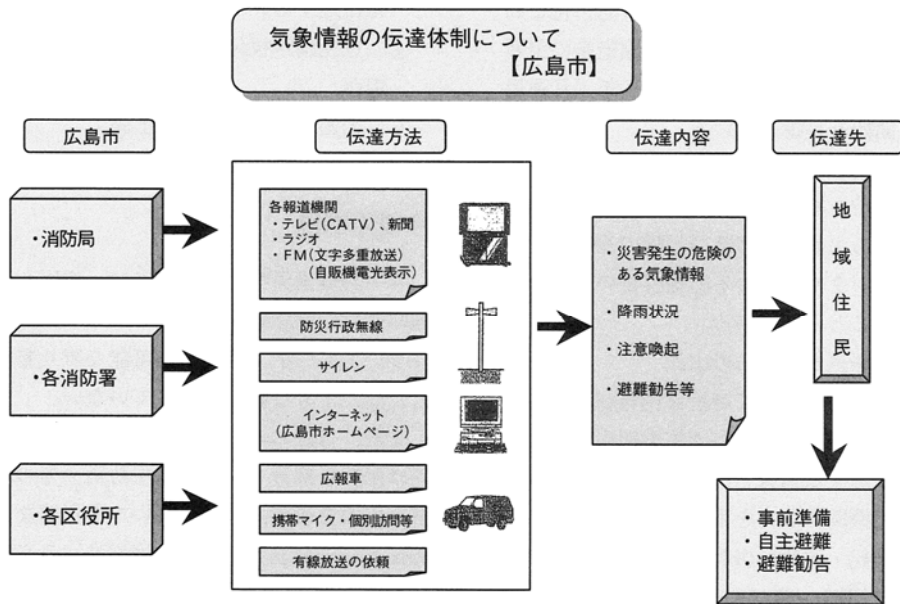 気象情報の伝達体制について
【広島市】
広島市
伝達方法
伝達内容
伝達先
・消防局
・各消防署
・各区役所
各報道機関
・テレビ(CATV)、新聞
・ラジオ
・FM(文字多重放送)
(自販機電光表示)
防災行政無線
サイレン
インターネット
(広島市ホームページ)
広報車
携帯マイク・個別訪問等
有線放送の依頼
・災害発生の危険の
ある気象情報
・降雨状況
・注意喚起
・避難勧告等
地
域
住
民
・事前準備
・自主避難
・避難勧告